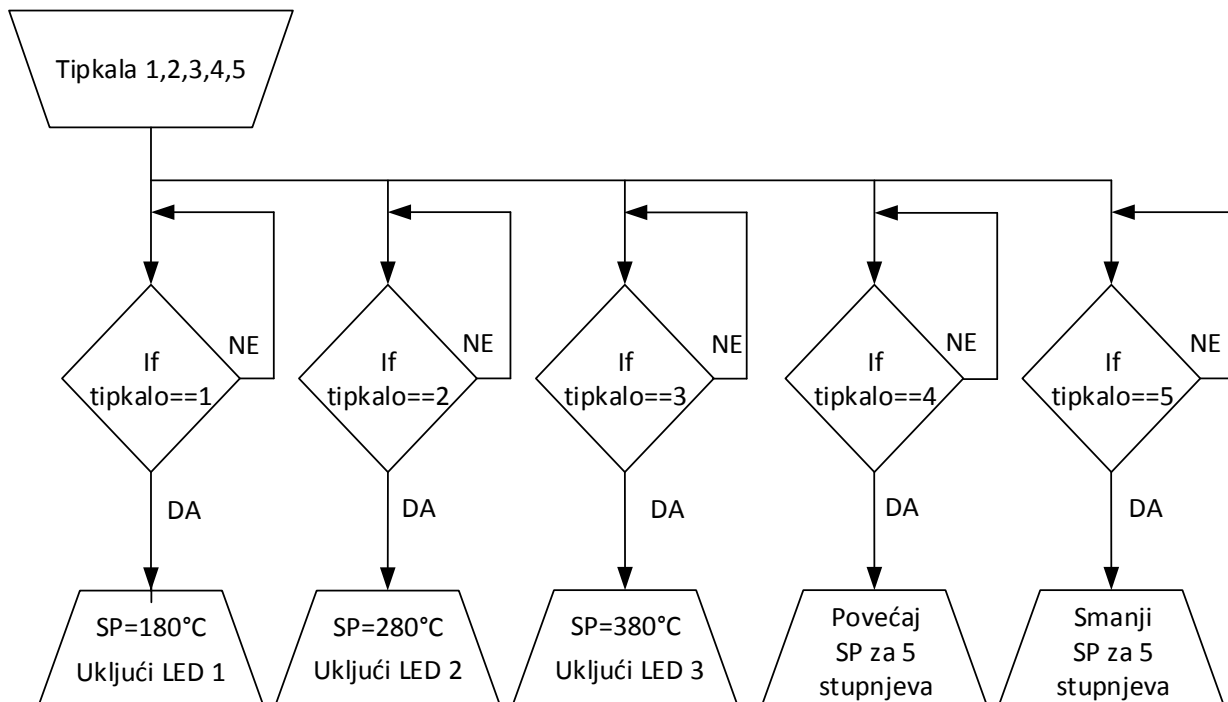 Tipkala 1,2,3,4,5
If
tipkalo==1
NE
If
tipkalo==2
NE
If
tipkalo==3
NE
If
tipkalo==4
NE
If
tipkalo==5
NE
DA
DA
DA
DA
DA
SP=180°C
Uključi LED 1
SP=280°C
Uključi LED 2
SP=380°C
Uključi LED 3
Povećaj
SP za 5
stupnjeva
Smanji
SP za 5
stupnjeva